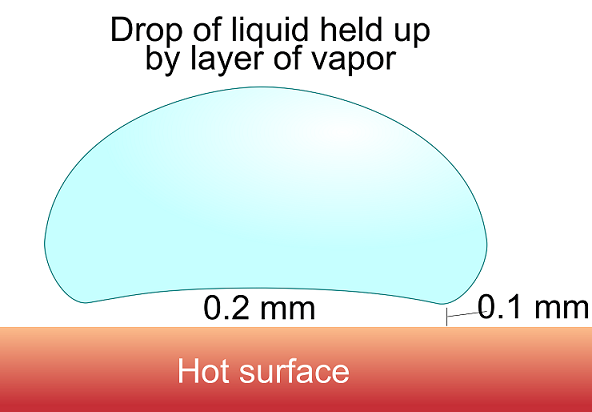 Drop of liquid held up
by layer of vapor
0.2 mm
0.1 mm
Hot surface